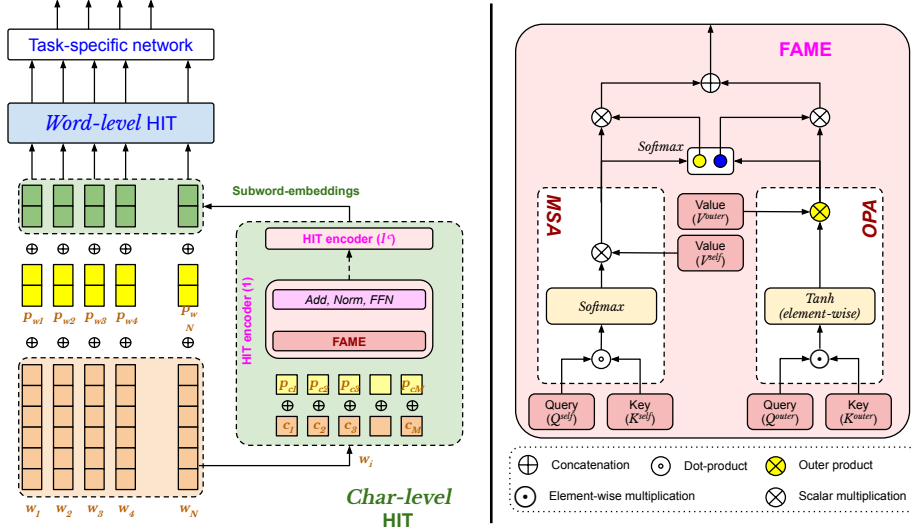 Task-specific network
Word-level HIT
Subword-embeddings
p_w1 p_w2 p_w3 p_w4 p_w N
w_1 w_2 w_3 w_4 w_N
HIT encoder (l^c)
HIT encoder (1)
Add, Norm, FFN
FAME
p_c1 p_c2 p_c3 p_cM
c_1 c_2 c_3 c_M
w_i
Char-level
HIT
FAME
Softmax
MSA
OPA
Value
(V^outer)
Value
(V^self)
Softmax
Tanh
(element-wise)
Query
(Q^self)
Key
(K^self)
Query
(Q^outer)
Key
(K^outer)
Concatenation
Dot-product
Outer product
Element-wise multiplication
Scalar multiplication